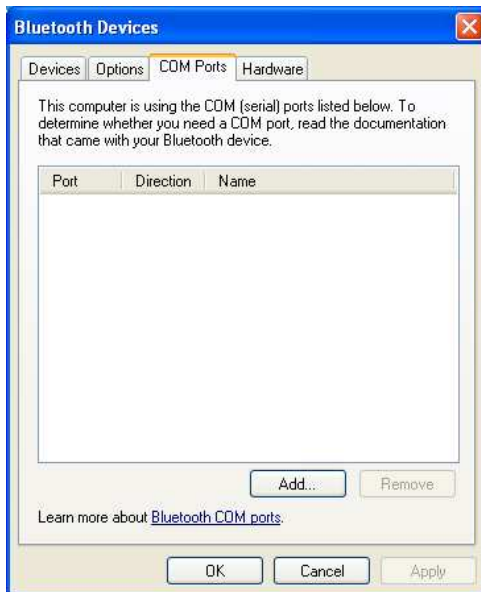 Bluetooth Devices
Devices Options COM Ports Hardware
This computer is using the COM (serial) ports listed below. To
determine whether you need a COM port, read the documentation
that came with your Bluetooth device.
Port Direction Name
Add... Remove
Learn more about Bluetooth COM ports.
OK Cancel Apply